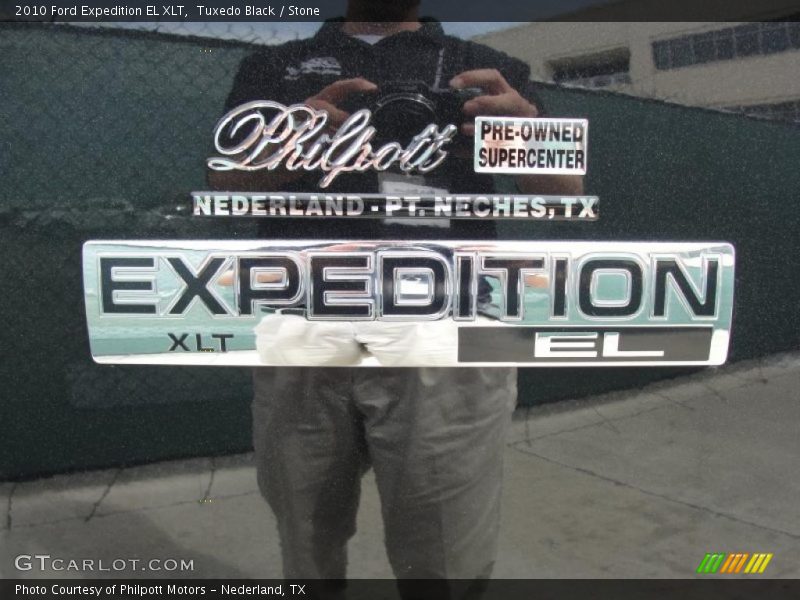 2010 Ford Expedition EL XLT,  Tuxedo Black / Stone
Philpott
PRE-OWNED
SUPERCENTER
NEDERLAND - PT. NECHES, TX
EXPEDITION
XLT
EL
GTCARLOT.COM
Photo Courtesy of Philpott Motors - Nederland, TX